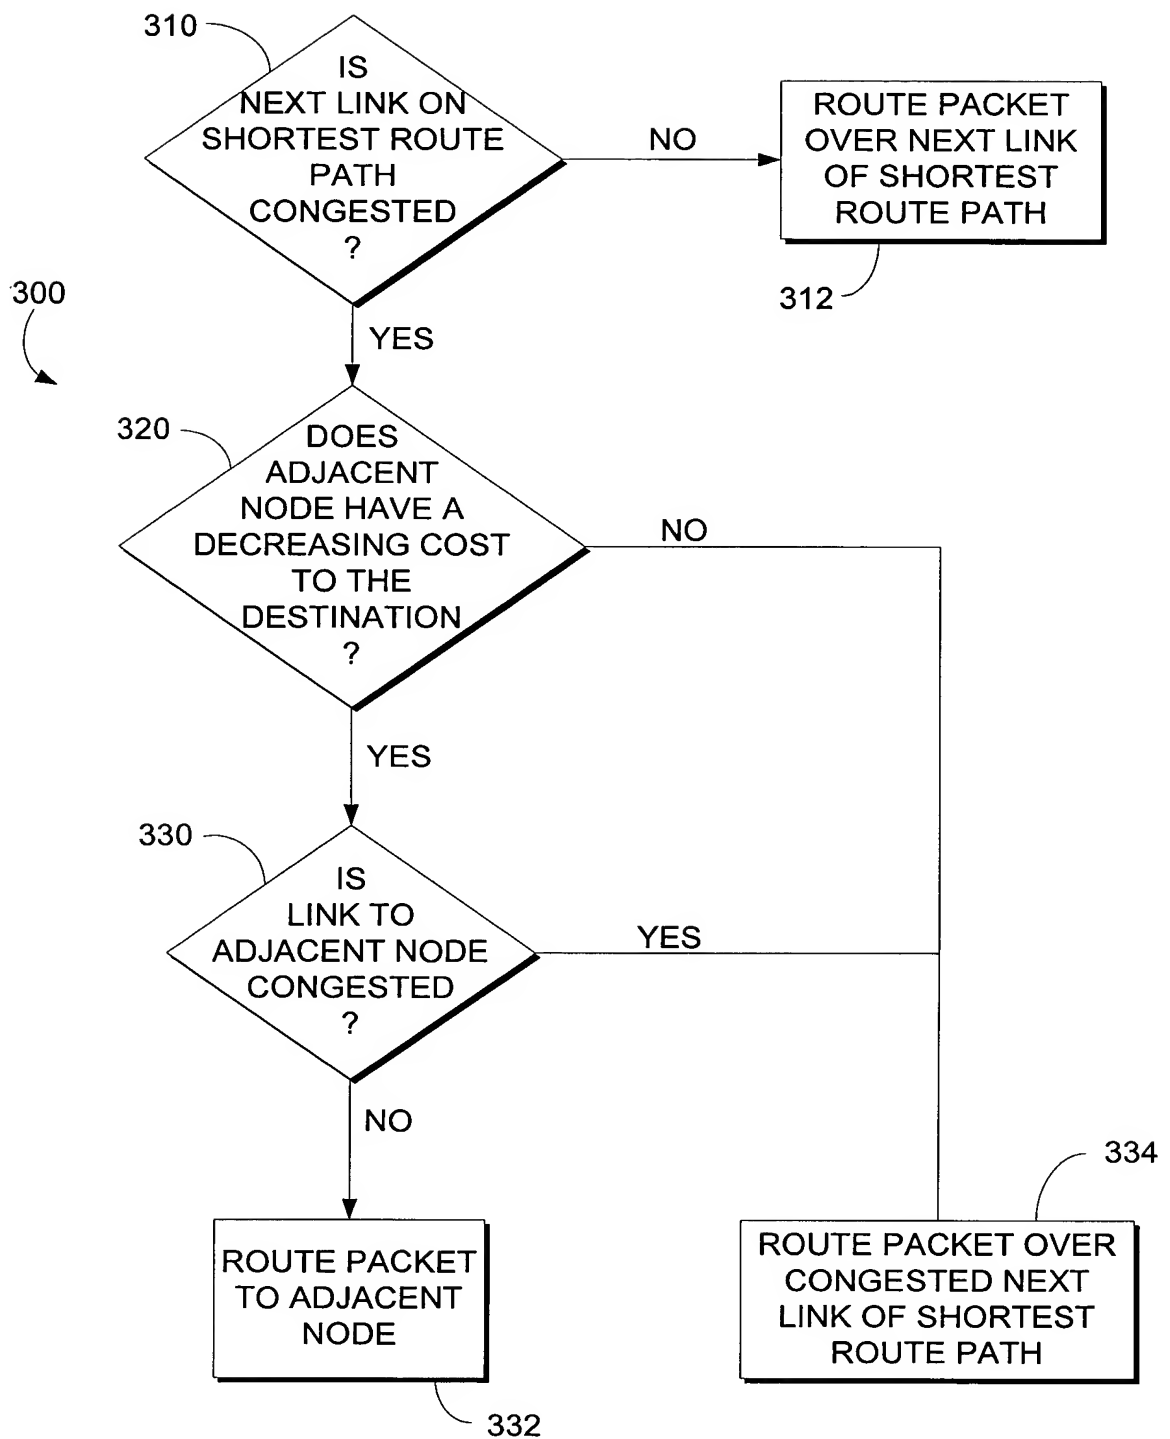 310
IS
NEXT LINK ON
SHORTEST ROUTE
PATH
CONGESTED
?
NO
ROUTE PACKET
OVER NEXT LINK
OF SHORTEST
ROUTE PATH
312
300
YES
320
DOES
ADJACENT
NODE HAVE A
DECREASING COST
TO THE
DESTINATION
?
NO
YES
330
IS
LINK TO
ADJACENT NODE
CONGESTED
?
YES
NO
334
ROUTE PACKET
TO ADJACENT
NODE
332
ROUTE PACKET OVER
CONGESTED NEXT
LINK OF SHORTEST
ROUTE PATH